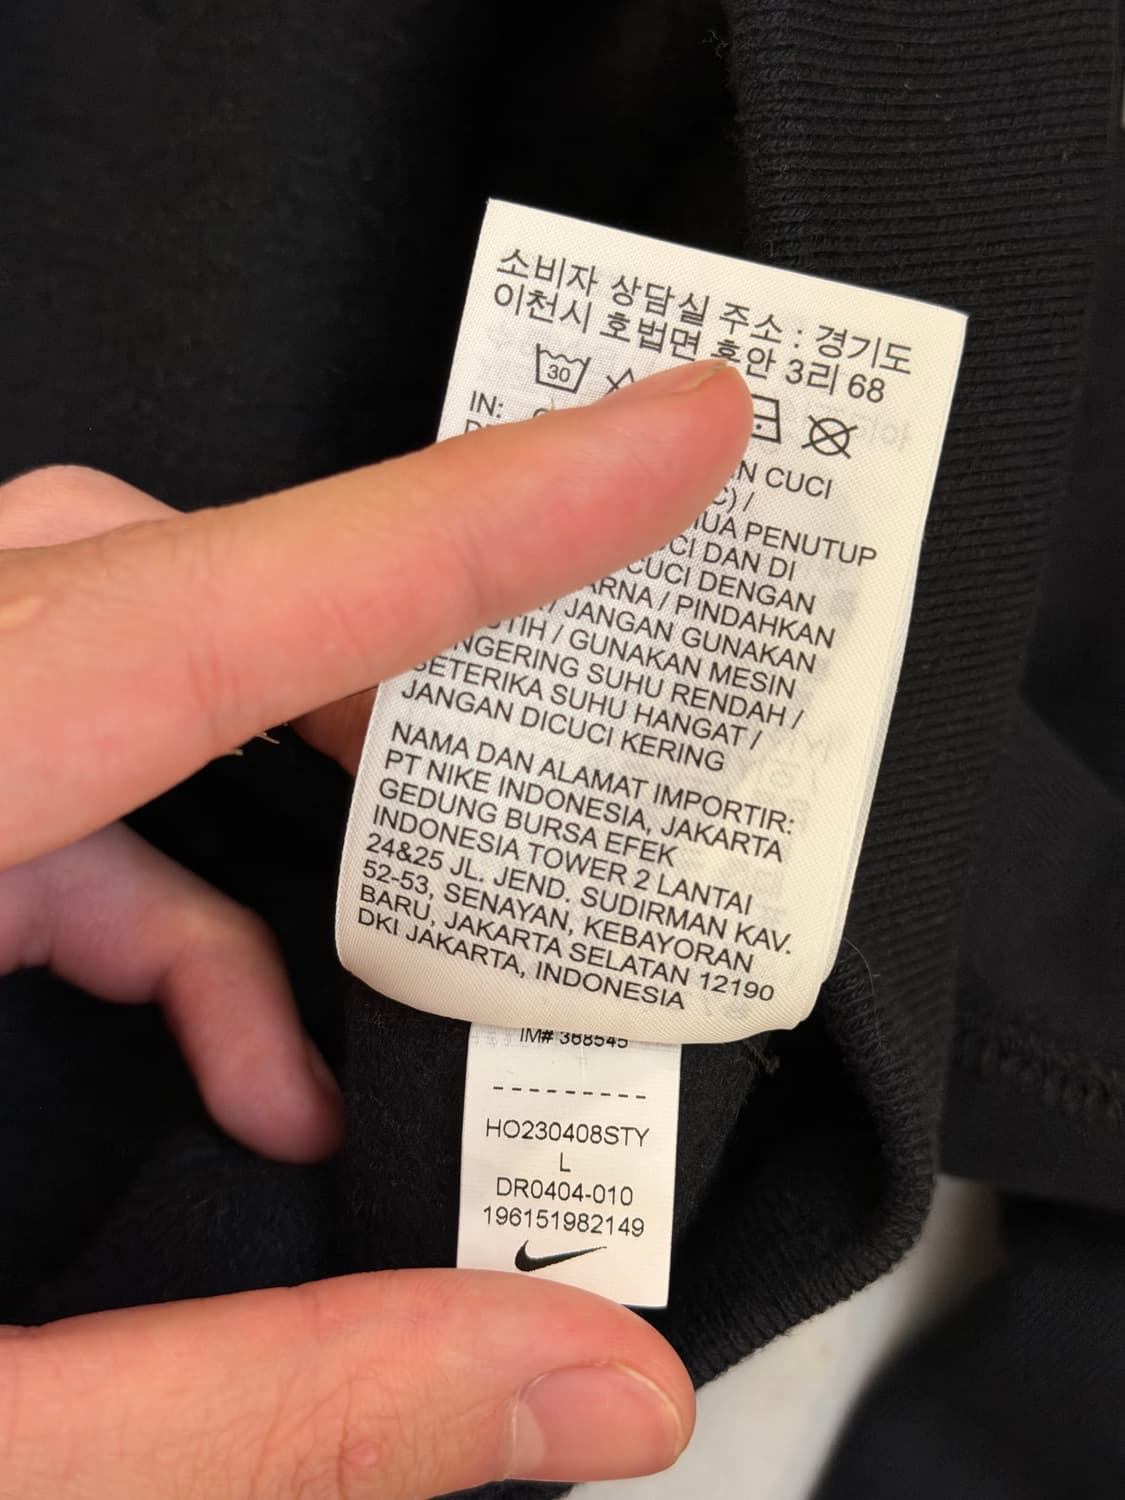 소비자 상담실 주소 : 경기도
이천시 호법면 후안 3리 68
30
IN:
CUCI
/
PENUTUP
DAN DI
CUCI DENGAN
/ PINDAHKAN
/ JANGAN GUNAKAN
/ GUNAKAN MESIN
SUHU RENDAH /
SETERIKA SUHU HANGAT /
JANGAN DICUCI KERING
NAMA DAN ALAMAT IMPORTIR:
PT NIKE INDONESIA, JAKARTA
GEDUNG BURSA EFEK
INDONESIA TOWER 2 LANTAI
24&25 JL. JEND. SUDIRMAN KAV.
52-53, SENAYAN, KEBAYORAN
BARU, JAKARTA SELATAN 12190
DKI JAKARTA, INDONESIA
IM# 368545
HO230408STY
L
DR0404-010
196151982149